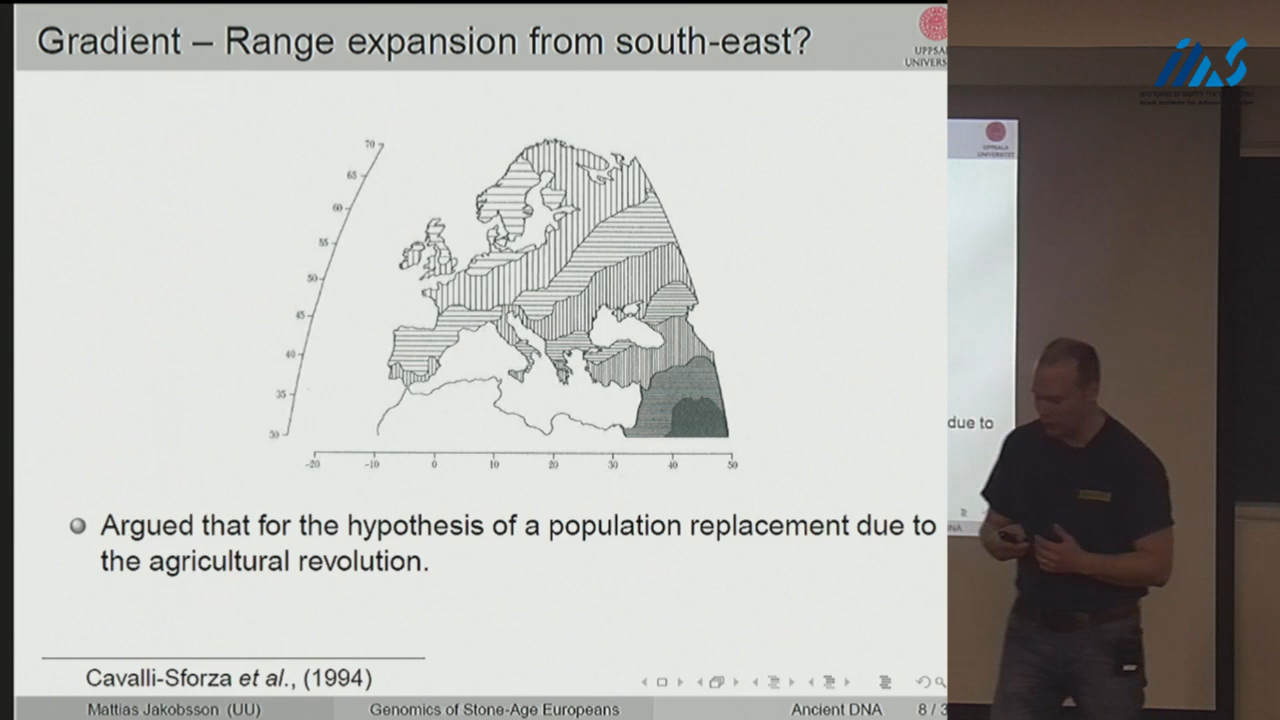 Gradient – Range expansion from south-east?
UPPSA
UNIVERS
70
65
60
55
50
45
40
35
30
-20 -10 0 10 20 30 40 50
Argued that for the hypothesis of a population replacement due to
the agricultural revolution.
Cavalli-Sforza et al., (1994)
Mattias Jakobsson (UU) Genomics of Stone-Age Europeans Ancient DNA 8 / 3
UPPSALA
UNIVERSITET
due to
NA